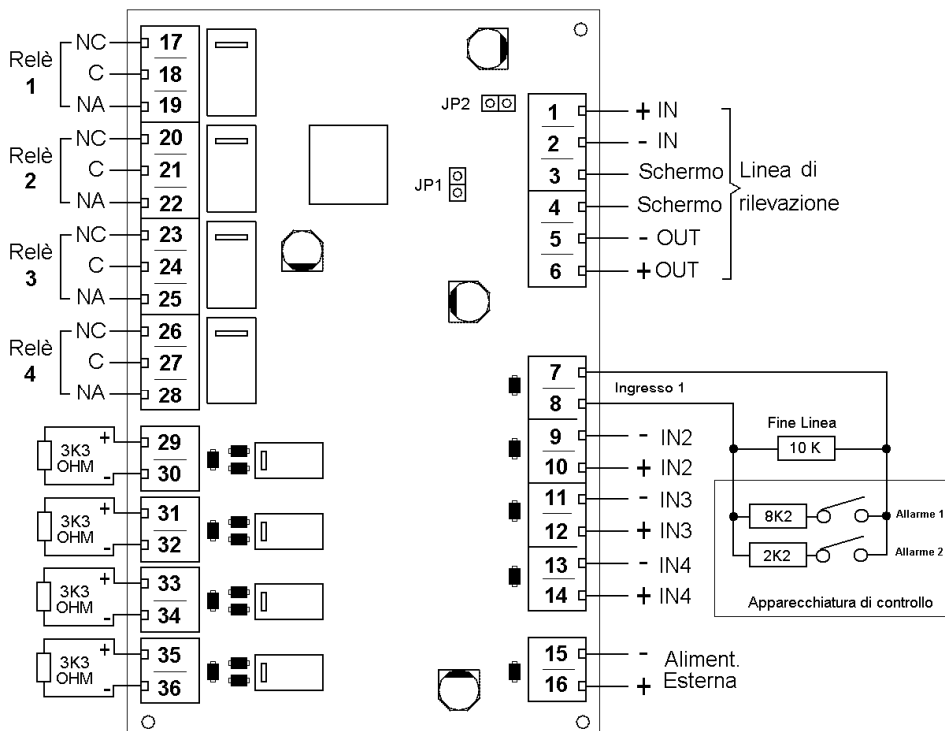 Relè
1
NC
C
NA
17
18
19
Relè
2
NC
C
NA
20
21
22
Relè
3
NC
C
NA
23
24
25
Relè
4
NC
C
NA
26
27
28
3K3
OHM
+
-
29
30
3K3
OHM
+
-
31
32
3K3
OHM
+
-
33
34
3K3
OHM
+
-
35
36
JP2
JP1
1 + IN
2 - IN
3 Schermo
4 Schermo
5 - OUT
6 + OUT
Linea di
rilevazione
7
8
Ingresso 1
9 - IN2
10 + IN2
11 - IN3
12 + IN3
13 - IN4
14 + IN4
15 -
16 +
Aliment.
Esterna
Fine Linea
10 K
8K2
Allarme 1
2K2
Allarme 2
Apparecchiatura di controllo